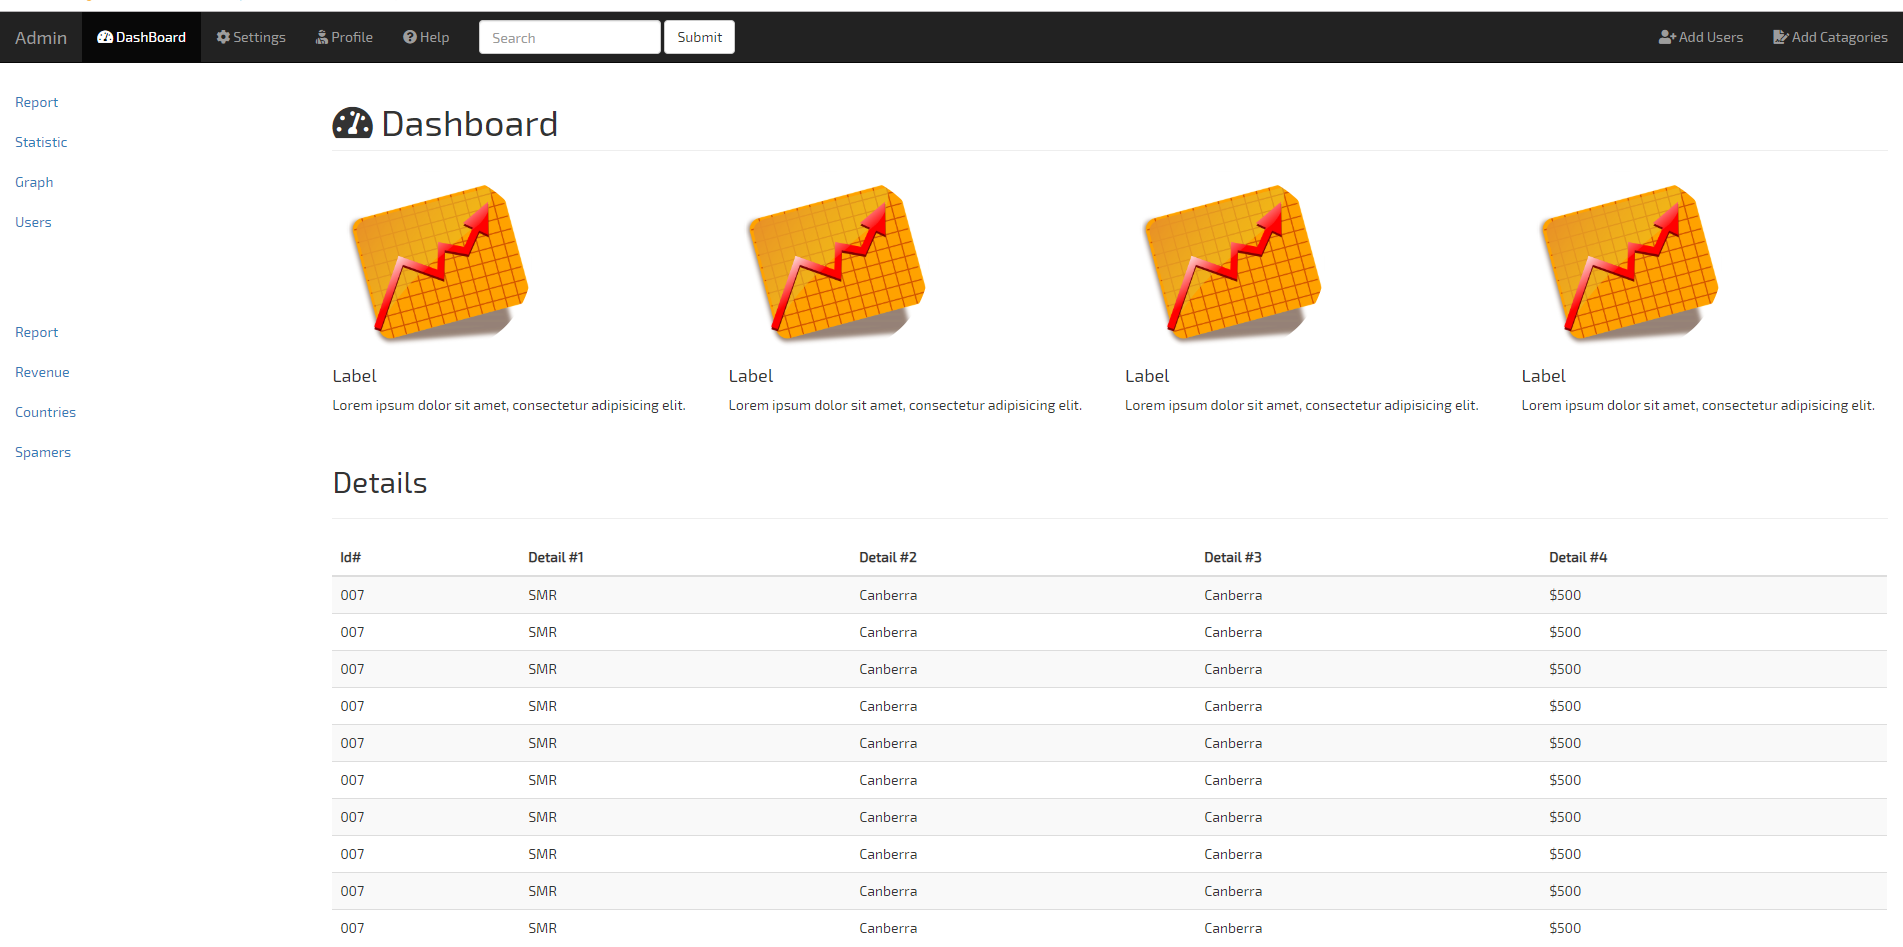 Admin DashBoard Settings Profile Help Search Submit Add Users Add Catagories
Report
Statistic
Graph
Users
Report
Revenue
Countries
Spamers
Dashboard
Label Label Label Label
Lorem ipsum dolor sit amet, consectetur adipisicing elit. Lorem ipsum dolor sit amet, consectetur adipisicing elit. Lorem ipsum dolor sit amet, consectetur adipisicing elit. Lorem ipsum dolor sit amet, consectetur adipisicing elit.
Details
Id# Detail #1 Detail #2 Detail #3 Detail #4
007 SMR Canberra Canberra $500
007 SMR Canberra Canberra $500
007 SMR Canberra Canberra $500
007 SMR Canberra Canberra $500
007 SMR Canberra Canberra $500
007 SMR Canberra Canberra $500
007 SMR Canberra Canberra $500
007 SMR Canberra Canberra $500
007 SMR Canberra Canberra $500
007 SMR Canberra Canberra $500